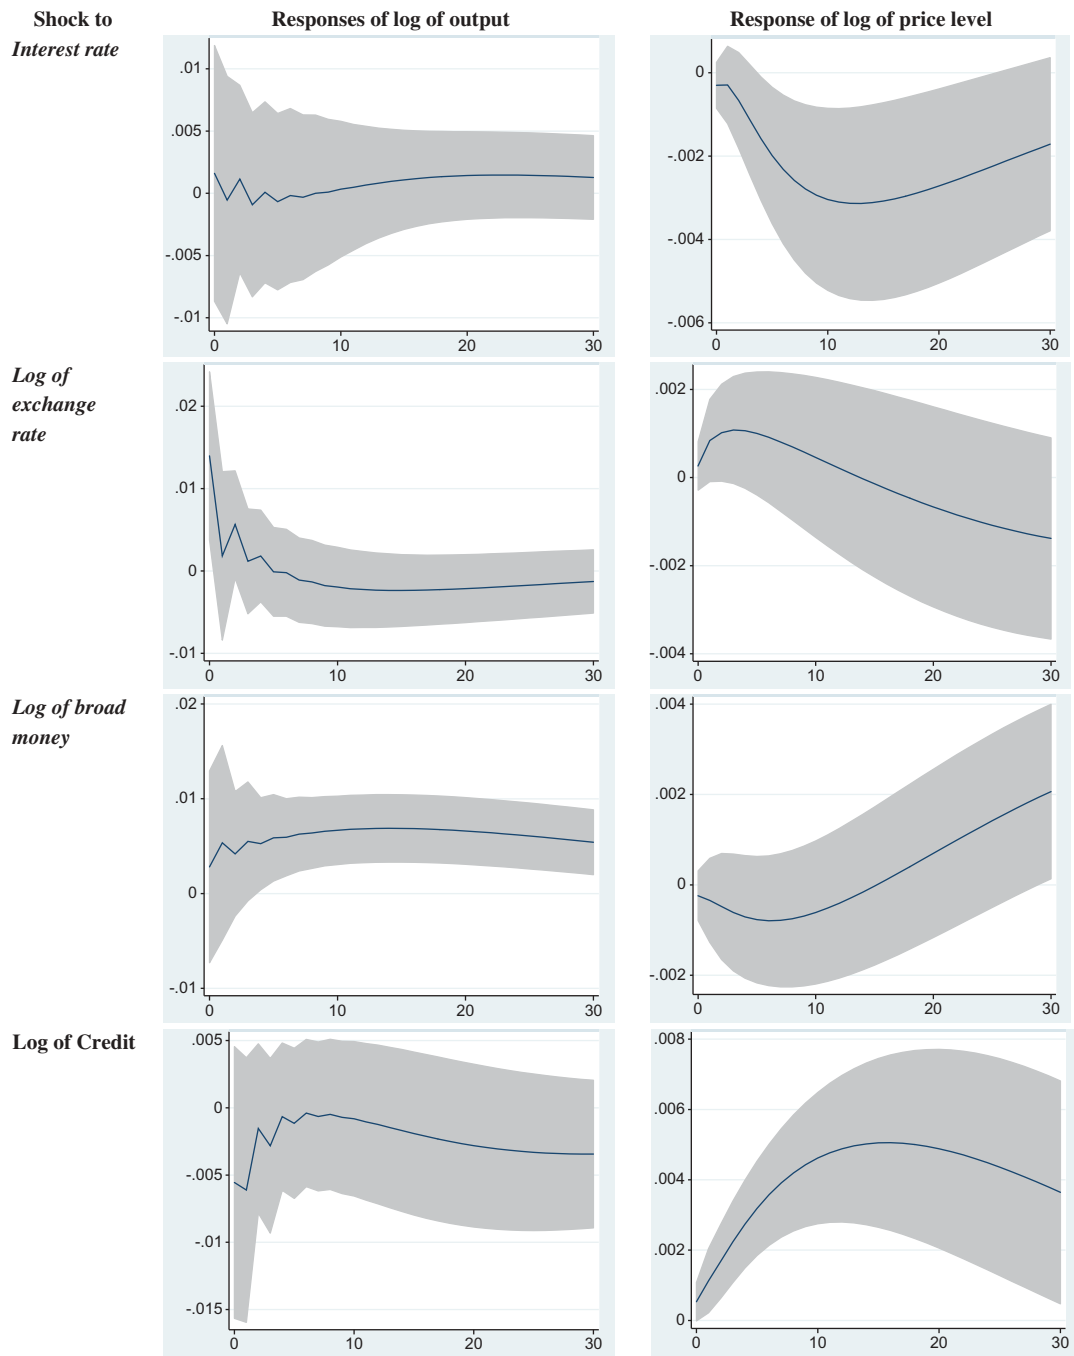 Shock to Responses of log of output Response of log of price level
Interest rate
.01
.005
0
-.005
-.01
0 10 20 30
0
-.002
-.004
-.006
0 10 20 30
Log of
exchange
rate
.02
.01
0
-.01
0 10 20 30
.002
0
-.002
-.004
0 10 20 30
Log of broad
money
.02
.01
0
-.01
0 10 20 30
.004
.002
0
-.002
0 10 20 30
Log of Credit
.005
0
-.005
-.01
-.015
0 10 20 30
.008
.006
.004
.002
0
0 10 20 30